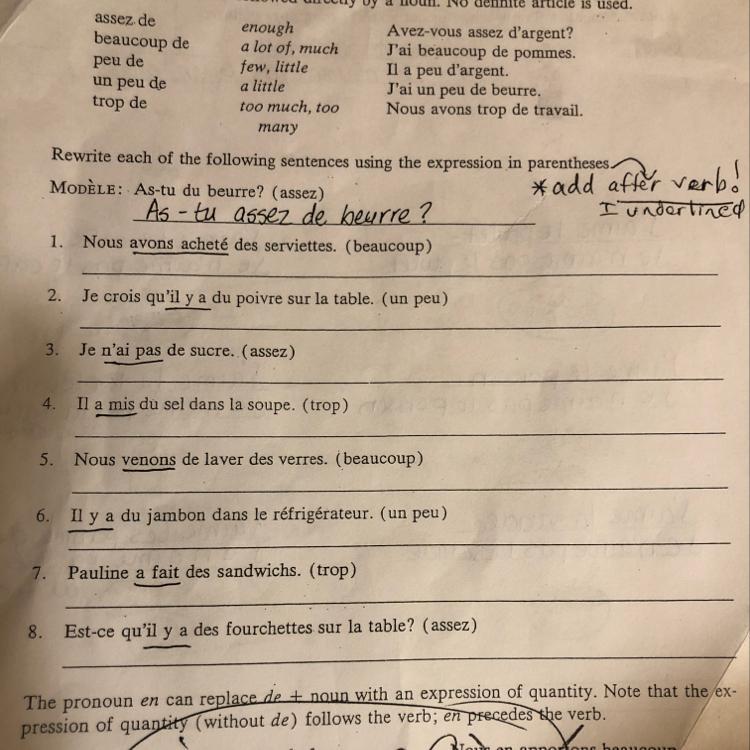 directly by a noun. No definite article is used.
assez de enough Avez-vous assez d'argent?
beaucoup de a lot of, much J'ai beaucoup de pommes.
peu de few, little Il a peu d'argent.
un peu de a little J'ai un peu de beurre.
trop de too much, too Nous avons trop de travail.
many
Rewrite each of the following sentences using the expression in parentheses.
MODÈLE: As-tu du beurre? (assez) *add after verb!
As-tu assez de beurre? I underlined
1. Nous avons acheté des serviettes. (beaucoup)
2. Je crois qu'il y a du poivre sur la table. (un peu)
3. Je n'ai pas de sucre. (assez)
4. Il a mis du sel dans la soupe. (trop)
5. Nous venons de laver des verres. (beaucoup)
6. Il y a du jambon dans le réfrigérateur. (un peu)
7. Pauline a fait des sandwichs. (trop)
8. Est-ce qu'il y a des fourchettes sur la table? (assez)
The pronoun en can replace de + noun with an expression of quantity. Note that the ex-
pression of quantity (without de) follows the verb; en precedes the verb.